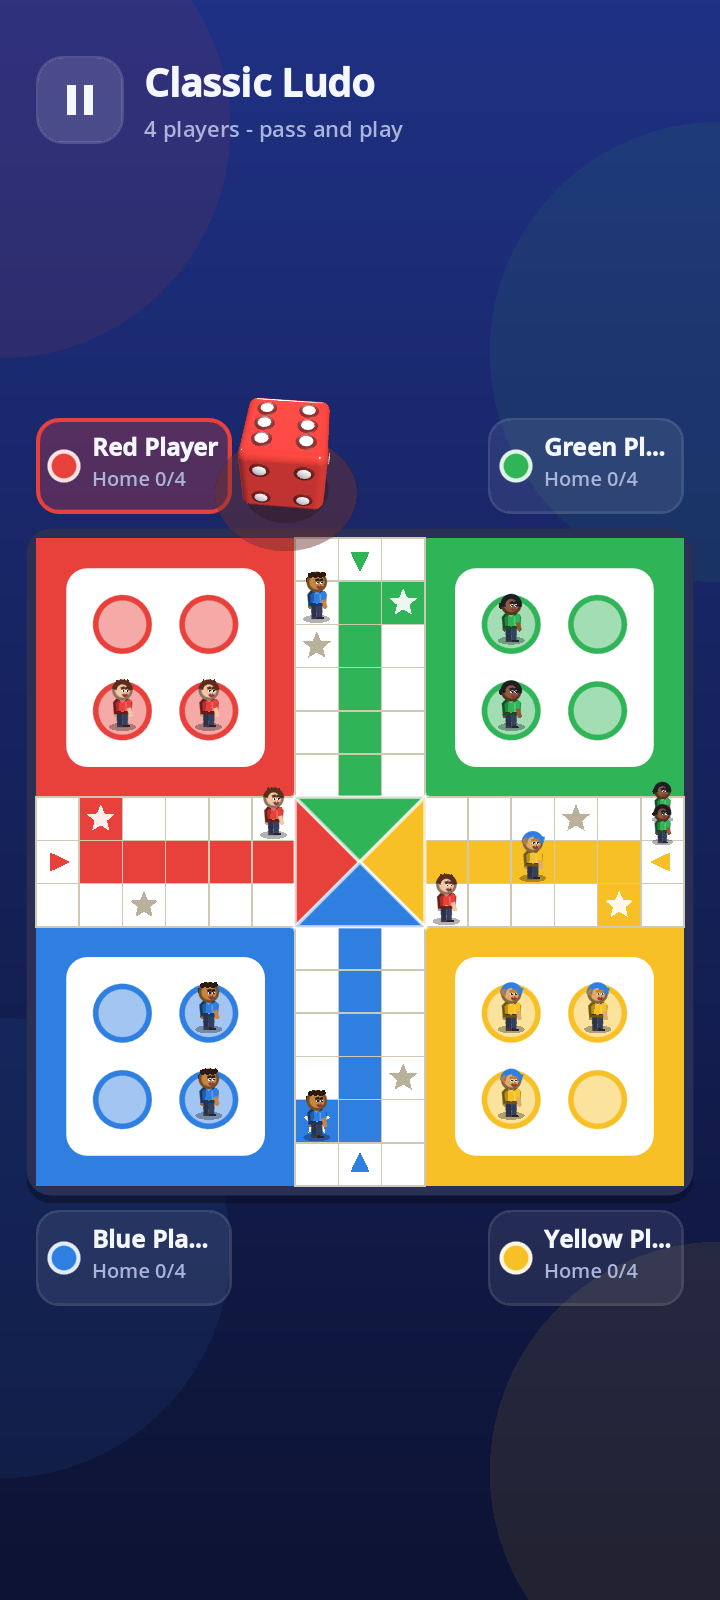 Classic Ludo
4 players - pass and play
Red Player
Home 0/4
Green Pl...
Home 0/4
Blue Pla...
Home 0/4
Yellow Pl...
Home 0/4